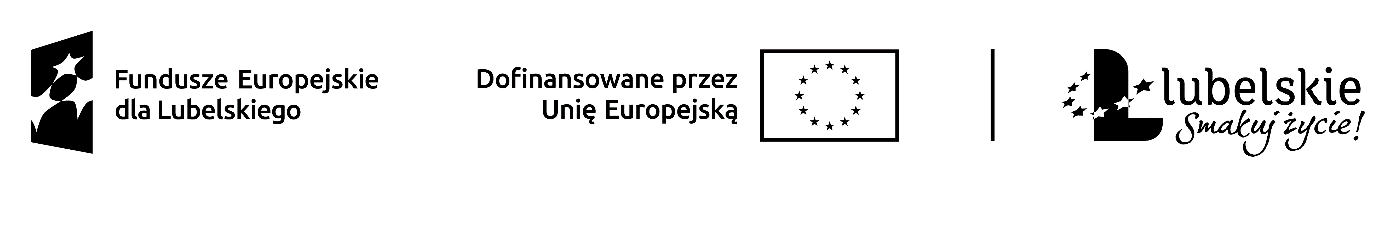 Fundusze Europejskie
dla Lubelskiego
Dofinansowane przez
Unię Europejską
lubelskie
Smakuj życie!